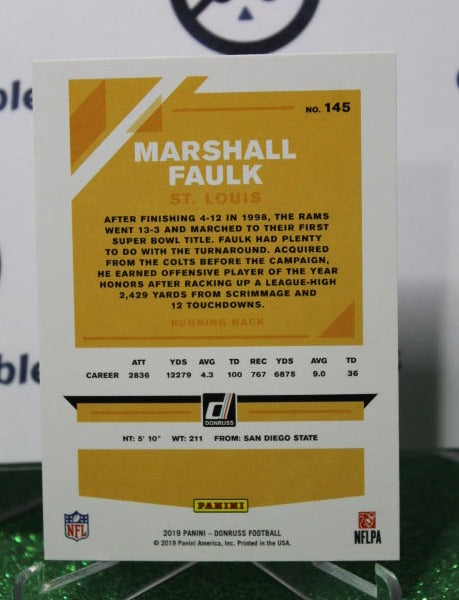 NO. 145
MARSHALL
FAULK
ST. LOUIS
AFTER FINISHING 4-12 IN 1998, THE RAMS
WENT 13-3 AND MARCHED TO THEIR FIRST
SUPER BOWL TITLE. FAULK HAD PLENTY
TO DO WITH THE TURNAROUND. ACQUIRED
FROM THE COLTS BEFORE THE CAMPAIGN,
HE EARNED OFFENSIVE PLAYER OF THE YEAR
HONORS AFTER RACKING UP A LEAGUE-HIGH
2,429 YARDS FROM SCRIMMAGE AND
12 TOUCHDOWNS.
RUNNING BACK
ATT YDS AVG TD REC YDS AVG TD
CAREER 2836 12279 4.3 100 767 6875 9.0 36
DONRUSS
HT: 5' 10" WT: 211 FROM: SAN DIEGO STATE
PANINI
NFL
2019 PANINI - DONRUSS FOOTBALL
© 2019 Panini America, Inc. Printed in the USA.
NFLPA